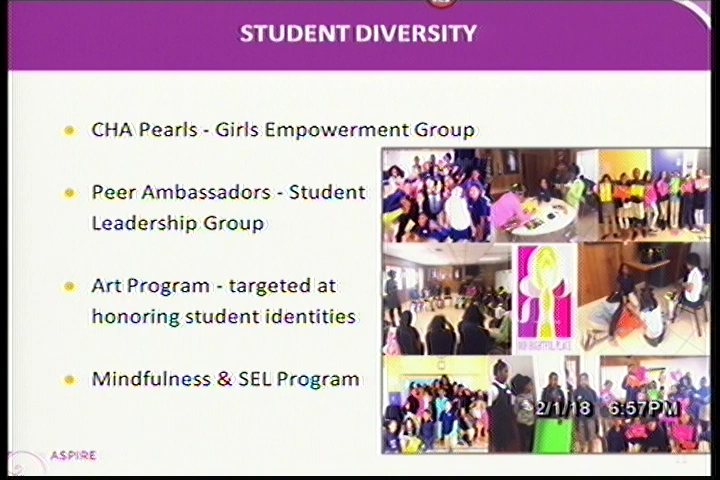 STUDENT DIVERSITY
CHA Pearls - Girls Empowerment Group
Peer Ambassadors - Student
Leadership Group
Art Program - targeted at
honoring student identities
Mindfulness & SEL Program
2/1/18 6:57PM
ASPIRE